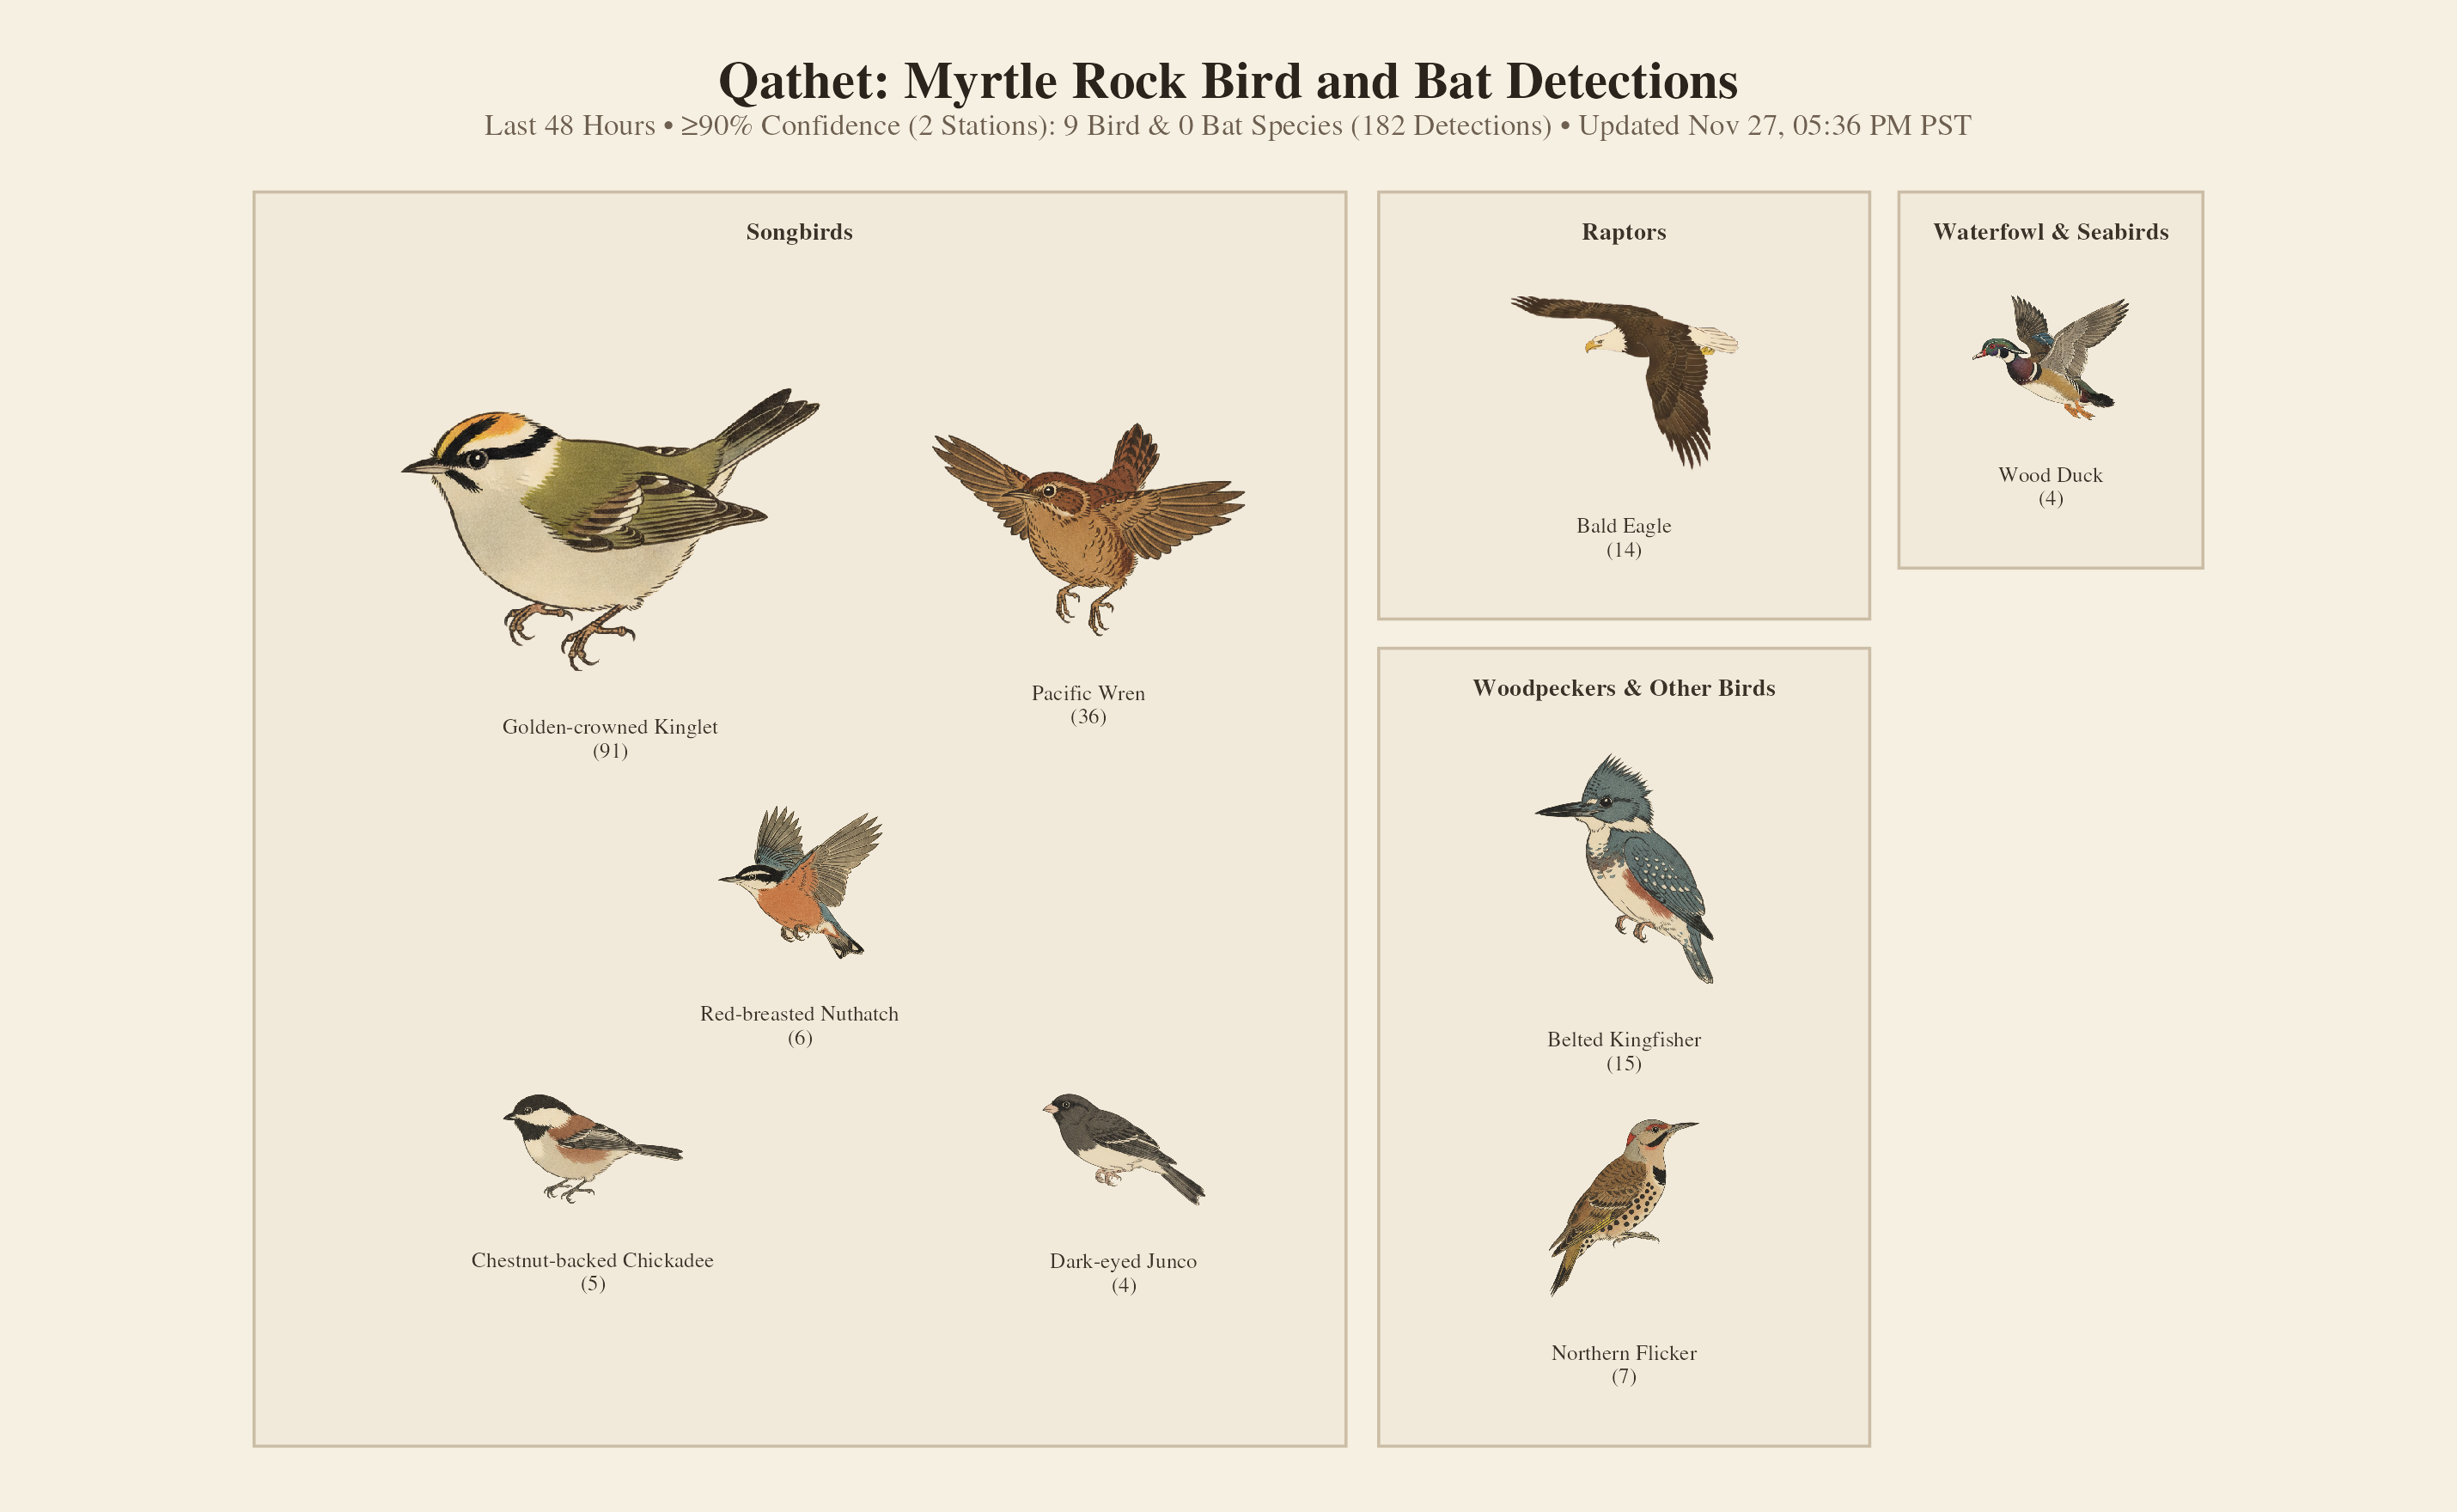 Qathet: Myrtle Rock Bird and Bat Detections
Last 48 Hours • ≥90% Confidence (2 Stations): 9 Bird & 0 Bat Species (182 Detections) • Updated Nov 27, 05:36 PM PST
Songbirds
Golden-crowned Kinglet
(91)
Pacific Wren
(36)
Red-breasted Nuthatch
(6)
Chestnut-backed Chickadee
(5)
Dark-eyed Junco
(4)
Raptors
Bald Eagle
(14)
Woodpeckers & Other Birds
Belted Kingfisher
(15)
Northern Flicker
(7)
Waterfowl & Seabirds
Wood Duck
(4)